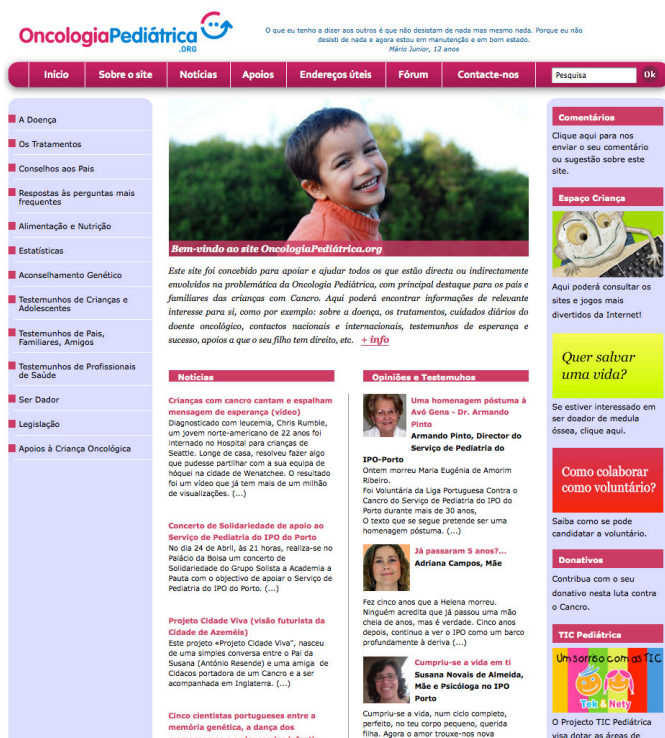 OncologiaPediátrica
.ORG
O que eu tenho a dizer aos outros é que não desistam de nada mas mesmo nada. Porque eu não
desisti de nada e agora estou em manutenção e em bom estado.
Mário Junior, 12 anos
Início
Sobre o site
Notícias
Apoios
Endereços úteis
Fórum
Contacte-nos
Pesquisa
Ok
A Doença
Os Tratamentos
Conselhos aos Pais
Respostas às perguntas mais
frequentes
Alimentação e Nutrição
Estatísticas
Aconselhamento Genético
Testemunhos de Crianças e
Adolescentes
Testemunhos de Pais,
Familiares, Amigos
Testemunhos de Profissionais
de Saúde
Ser Dador
Legislação
Apoios à Criança Oncológica
Bem-vindo ao site OncologiaPediátrica.org
Este site foi concebido para apoiar e ajudar todos os que estão directa ou indirectamente
envolvidos na problemática da Oncologia Pediátrica, com principal destaque para os pais e
familiares das crianças com Cancro. Aqui poderá encontrar informações de relevante
interesse para si, como por exemplo: sobre a doença, os tratamentos, cuidados diários do
doente oncológico, contactos nacionais e internacionais, testemunhos de esperança e
sucesso, apoios a que o seu filho tem direito, etc. + info
Notícias
Crianças com cancro cantam e espalham
mensagem de esperança (vídeo)
Diagnosticado com leucemia, Chris Rumble,
um jovem norte-americano de 22 anos foi
internado no Hospital para crianças de
Seattle. Longe de casa, resolveu fazer algo
que pudesse partilhar com a sua equipa de
hóquei na cidade de Wenatchee. O resultado
foi um vídeo que já tem mais de um milhão
de visualizações. (...)
Concerto de Solidariedade de apoio ao
Serviço de Pediatria do IPO do Porto
No dia 24 de Abril, às 21 horas, realiza-se no
Palácio da Bolsa um concerto de
Solidariedade do Grupo Solista a Academia a
Pauta com o objectivo de apoiar o Serviço de
Pediatria do IPO do Porto. (...)
Projeto Cidade Viva (visão futurista da
Cidade de Azeméis)
Este projeto «Projeto Cidade Viva", nasceu
de uma simples conversa entre o Pai da
Susana (António Resende) e uma amiga de
Cidacos portadora de um Cancro e a ser
acompanhada em Inglaterra. (...)
Cinco cientistas portugueses entre a
memória genética, a dança dos
Opiniões e Testemuhos
Uma homenagem póstuma à
Avó Gena - Dr. Armando
Pinto
Armando Pinto, Director do
Serviço de Pediatria do
IPO-Porto
Ontem morreu Maria Eugénia de Amorim
Ribeiro.
Foi Voluntária da Liga Portuguesa Contra o
Cancro do Serviço de Pediatria do IPO do
Porto durante mais de 30 anos,
O texto que se segue pretende ser uma
homenagem póstuma. (...)
Já passaram 5 anos?...
Adriana Campos, Mãe
Fez cinco anos que a Helena morreu.
Ninguém acredita que já passou uma mão
cheia de anos, mas é verdade. Cinco anos
depois, continuo a ver o IPO como um barco
profundamente à deriva (...)
Cumpriu-se a vida em ti
Susana Novais de Almeida,
Mãe e Psicóloga no IPO
Porto
Cumpriu-se a vida, num ciclo completo,
perfeito, no teu corpo pequeno, querida
filha. Agora o amor trouxe-nos nova
Comentários
Clique aqui para nos
enviar o seu comentário
ou sugestão sobre este
site.
Espaço Criança
Aqui poderá consultar os
sites e jogos mais
divertidos da Internet!
Quer salvar
uma vida?
Se estiver interessado em
ser doador de medula
óssea, clique aqui.
Como colaborar
como voluntário?
Saiba como se pode
candidatar a voluntário.
Donativos
Contribua com o seu
donativo nesta luta contra
o Cancro.
TIC Pediátrica
Um sorriso com as TIC
Tek & Nety
O Projecto TIC Pediátrica
visa dotar as áreas de